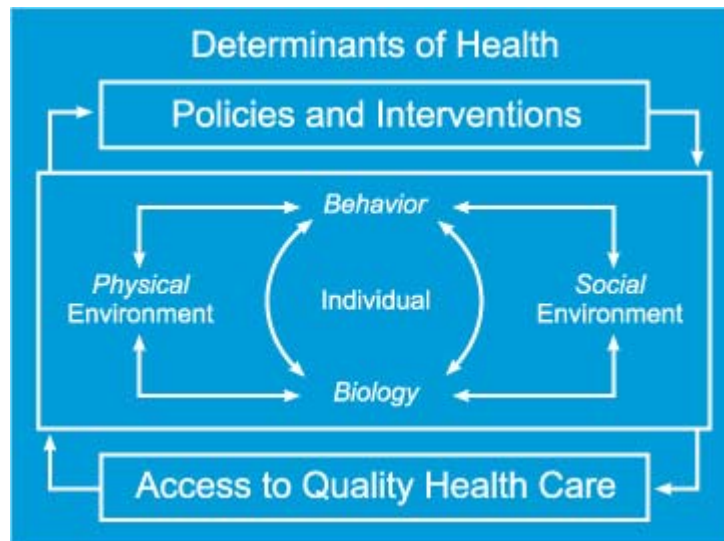 Determinants of Health
Policies and Interventions
Behavior
Physical
Environment
Individual
Social
Environment
Biology
Access to Quality Health Care